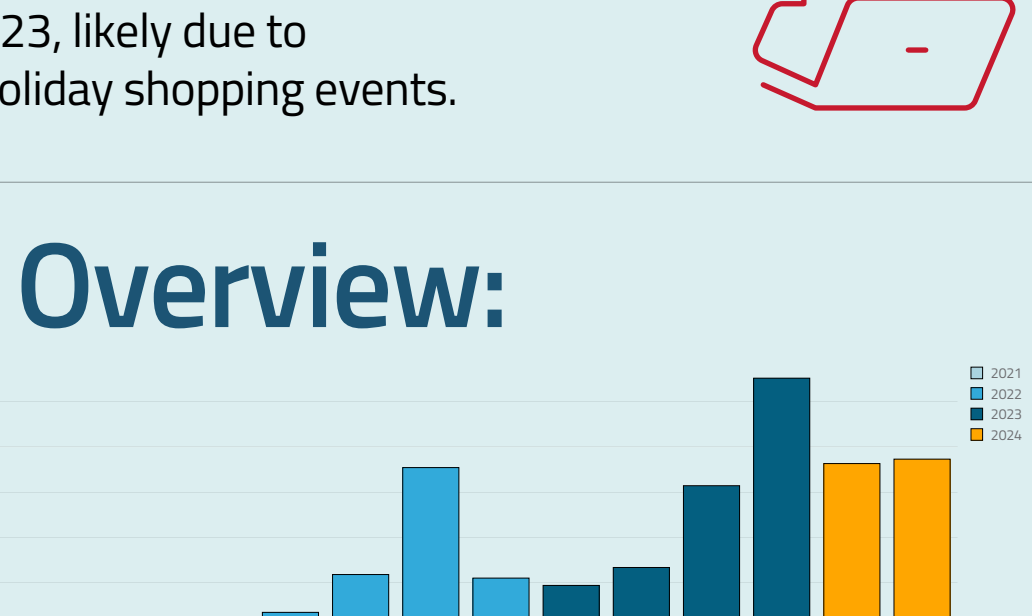 23, likely due to
oliday shopping events.
Overview:
2021
2022
2023
2024